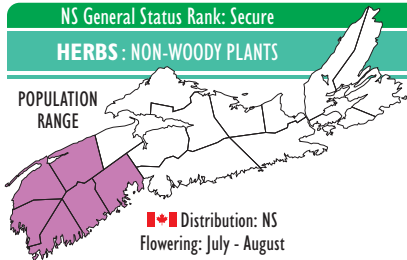 NS General Status Rank: Secure
HERBS : NON-WOODY PLANTS
POPULATION
RANGE
Distribution: NS
Flowering: July - August